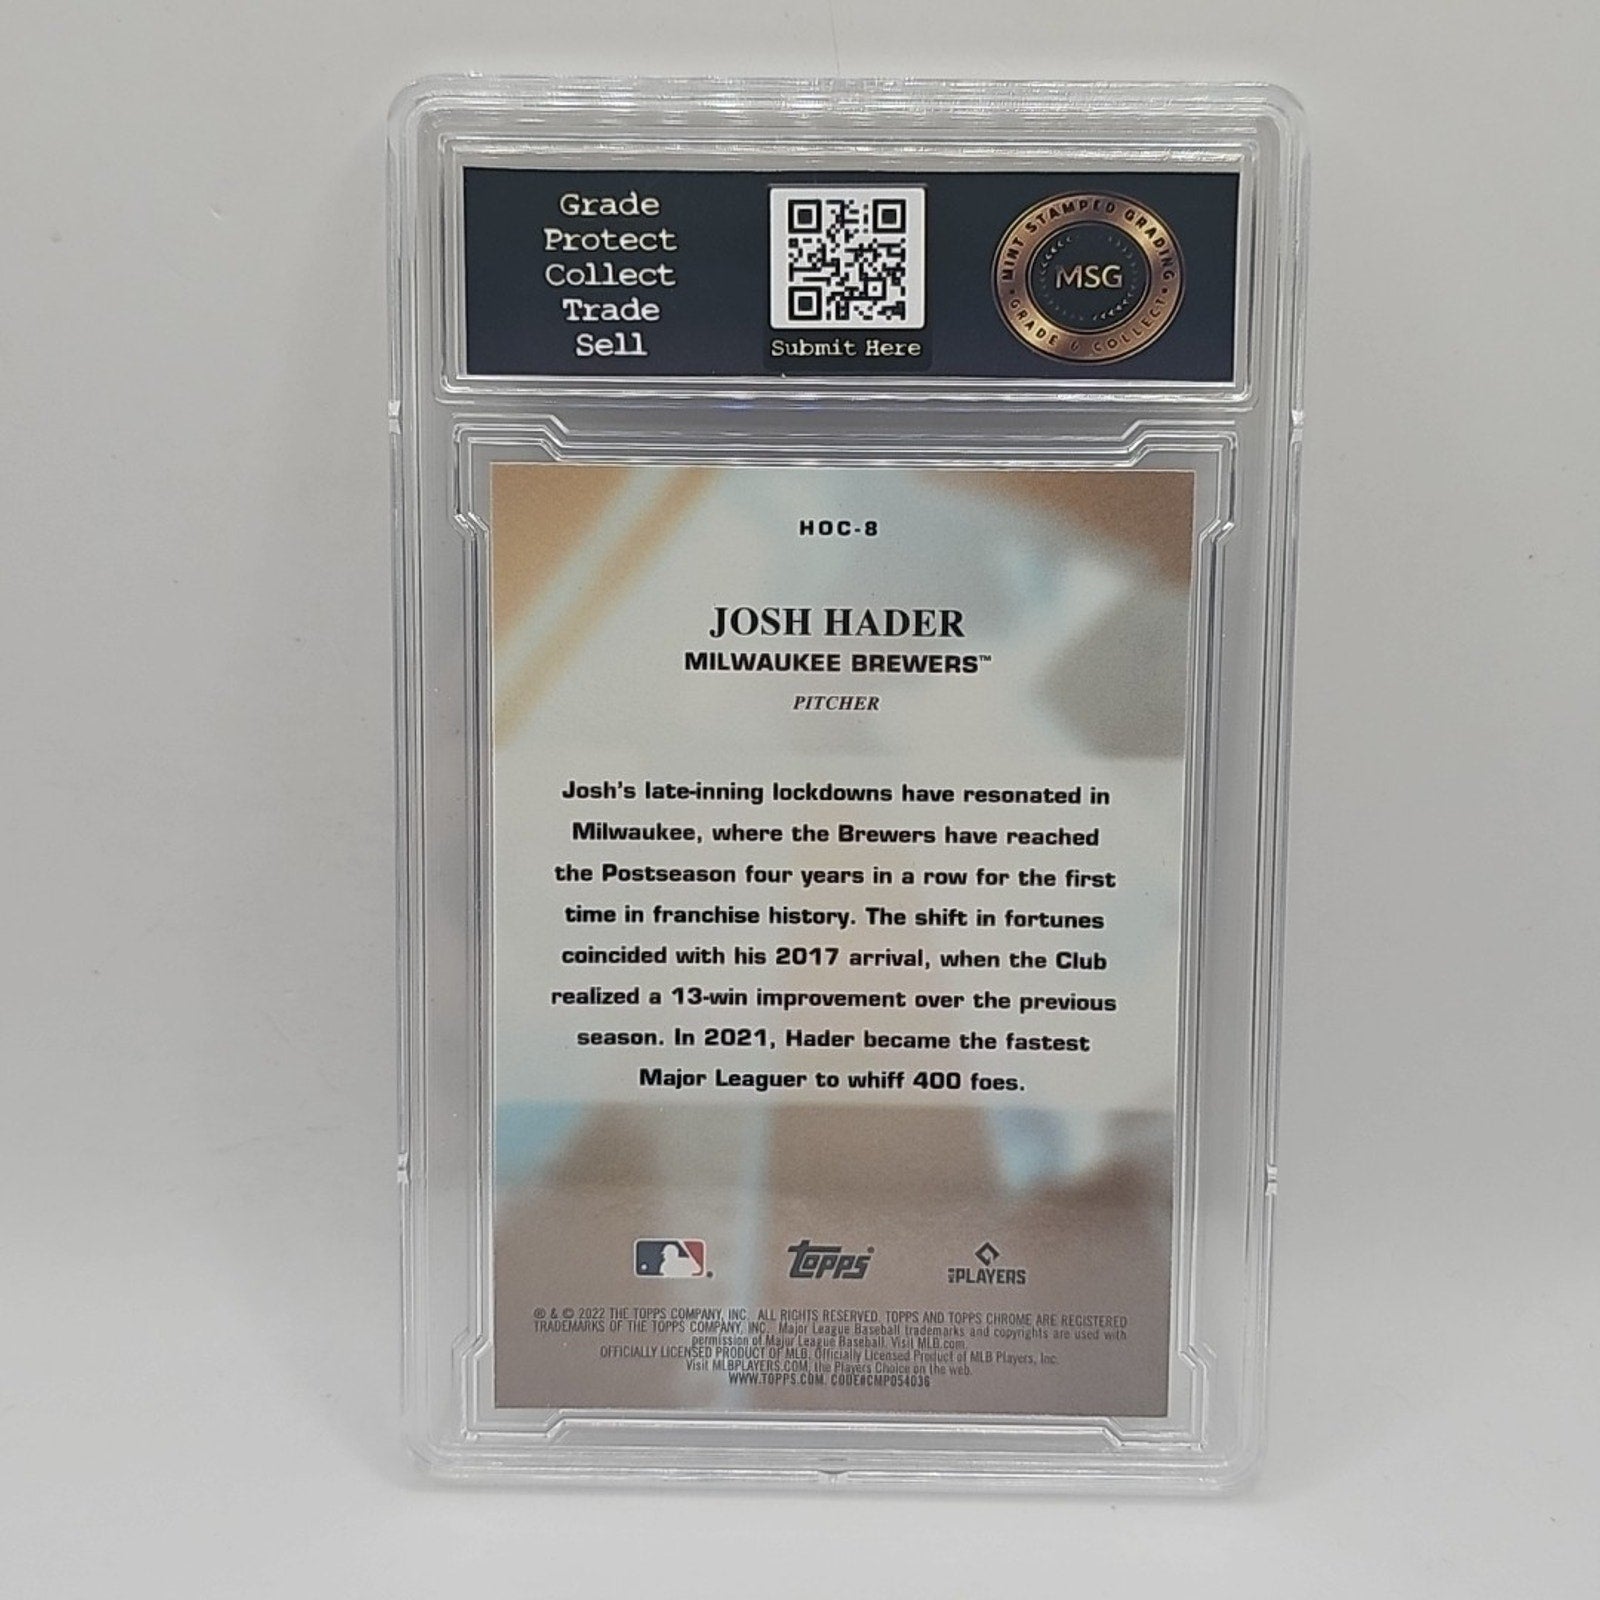 Grade
Protect
Collect
Trade
Sell
Submit Here
MINT STAMPED GRADING
MSG
GRADE & COLLECT
HOC-8
JOSH HADER
MILWAUKEE BREWERS™
PITCHER
Josh's late-inning lockdowns have resonated in
Milwaukee, where the Brewers have reached
the Postseason four years in a row for the first
time in franchise history. The shift in fortunes
coincided with his 2017 arrival, when the Club
realized a 13-win improvement over the previous
season. In 2021, Hader became the fastest
Major Leaguer to whiff 400 foes.
Topps
MLB PLAYERS
® & © 2022 THE TOPPS COMPANY, INC. ALL RIGHTS RESERVED. TOPPS AND TOPPS CHROME ARE REGISTERED
TRADEMARKS OF THE TOPPS COMPANY, INC. Major League Baseball trademarks and copyrights are used with
permission of Major League Baseball. Visit MLB.com.
OFFICIALLY LICENSED PRODUCT OF MLB. Officially Licensed Product of MLB Players, Inc.
Visit MLBPLAYERS.COM, the Players Choice on the web.
WWW.TOPPS.COM. CODE#CMP054036